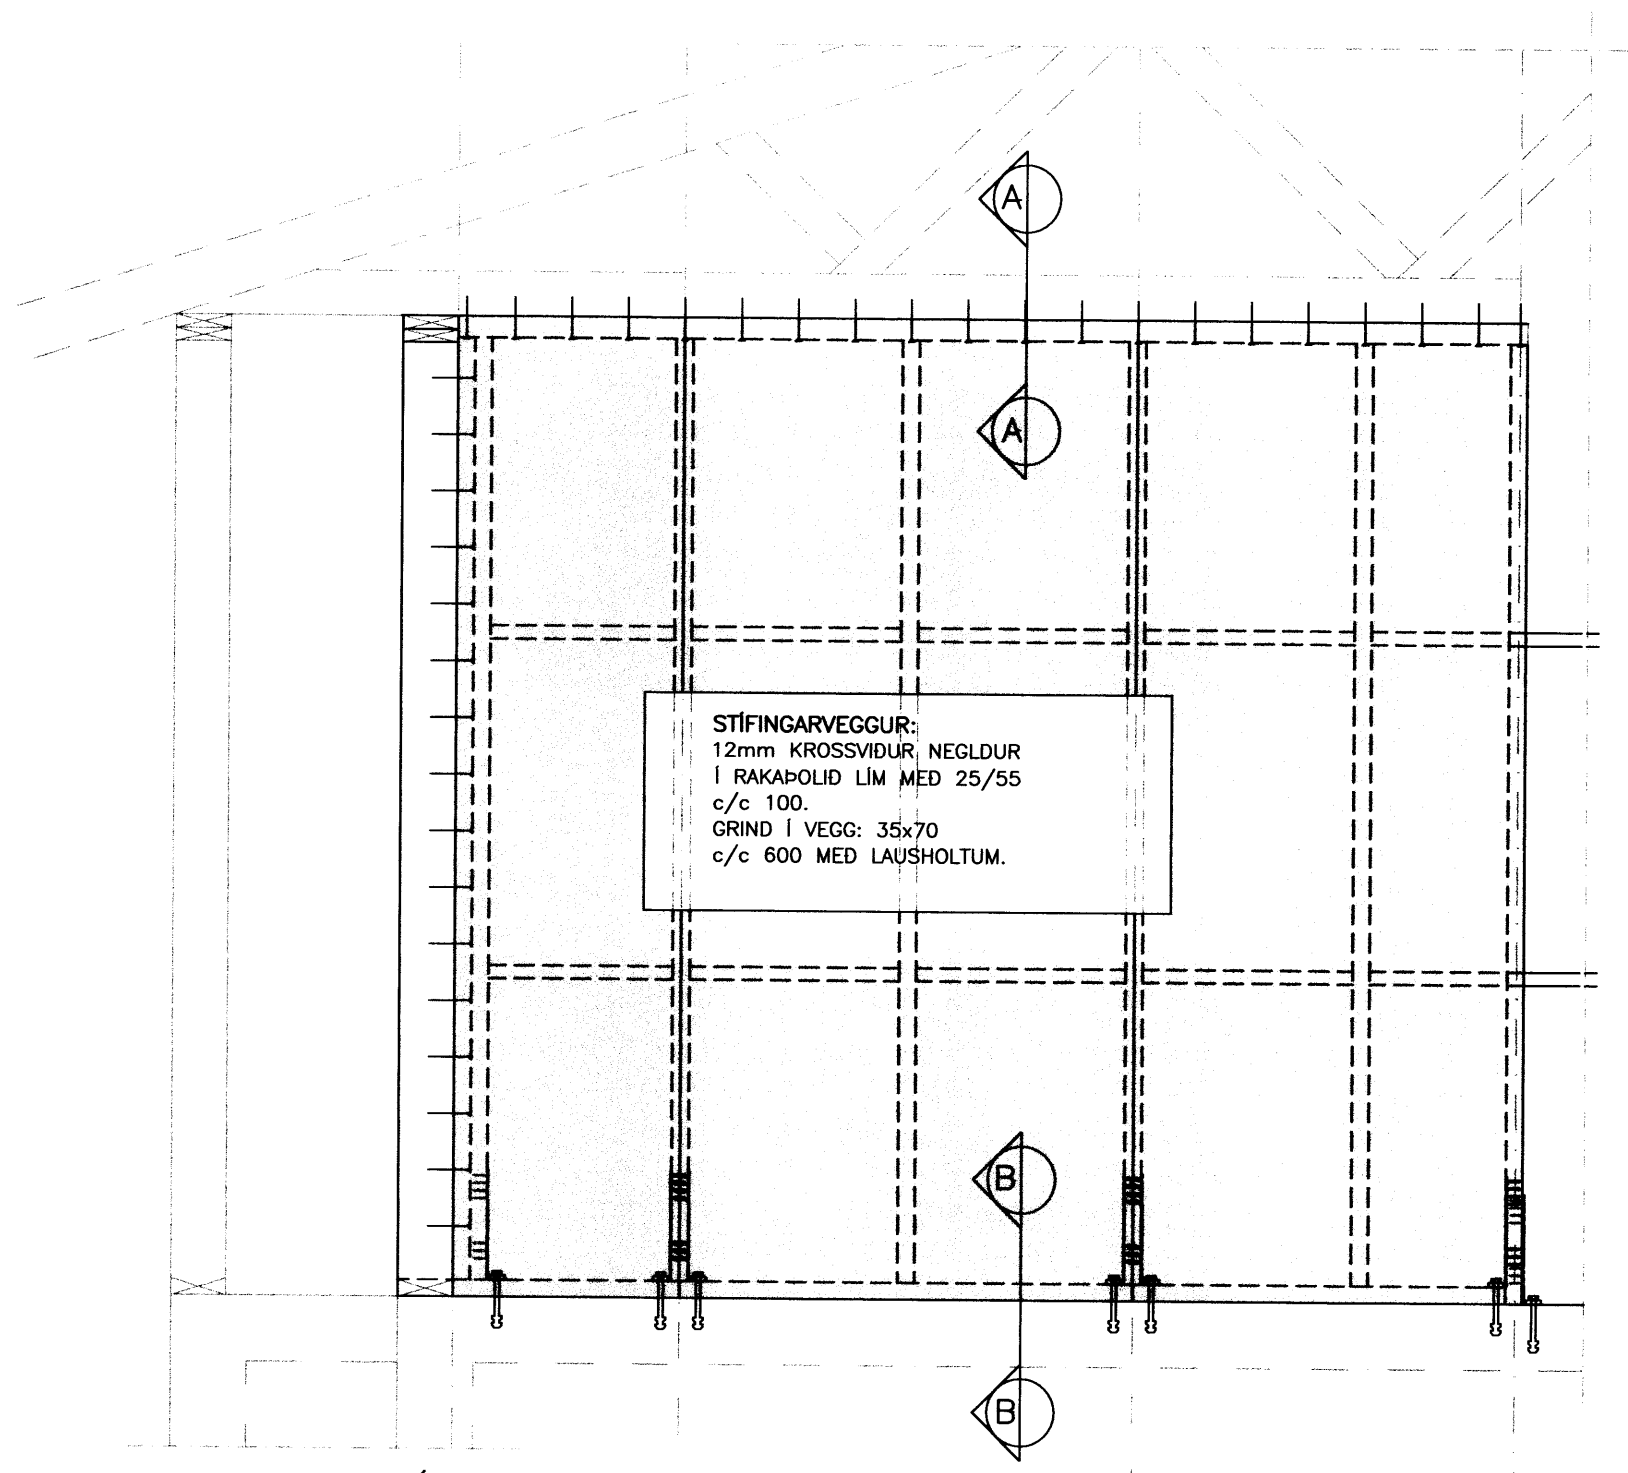 A
A
STÍFINGARVEGGUR:
12mm KROSSVIÐUR NEGLDUR
Í RAKAÞOLIÐ LÍM MEÐ 25/55
c/c 100.
GRIND Í VEGG: 35x70
c/c 600 MEÐ LAUSHOLTUM.
B
B